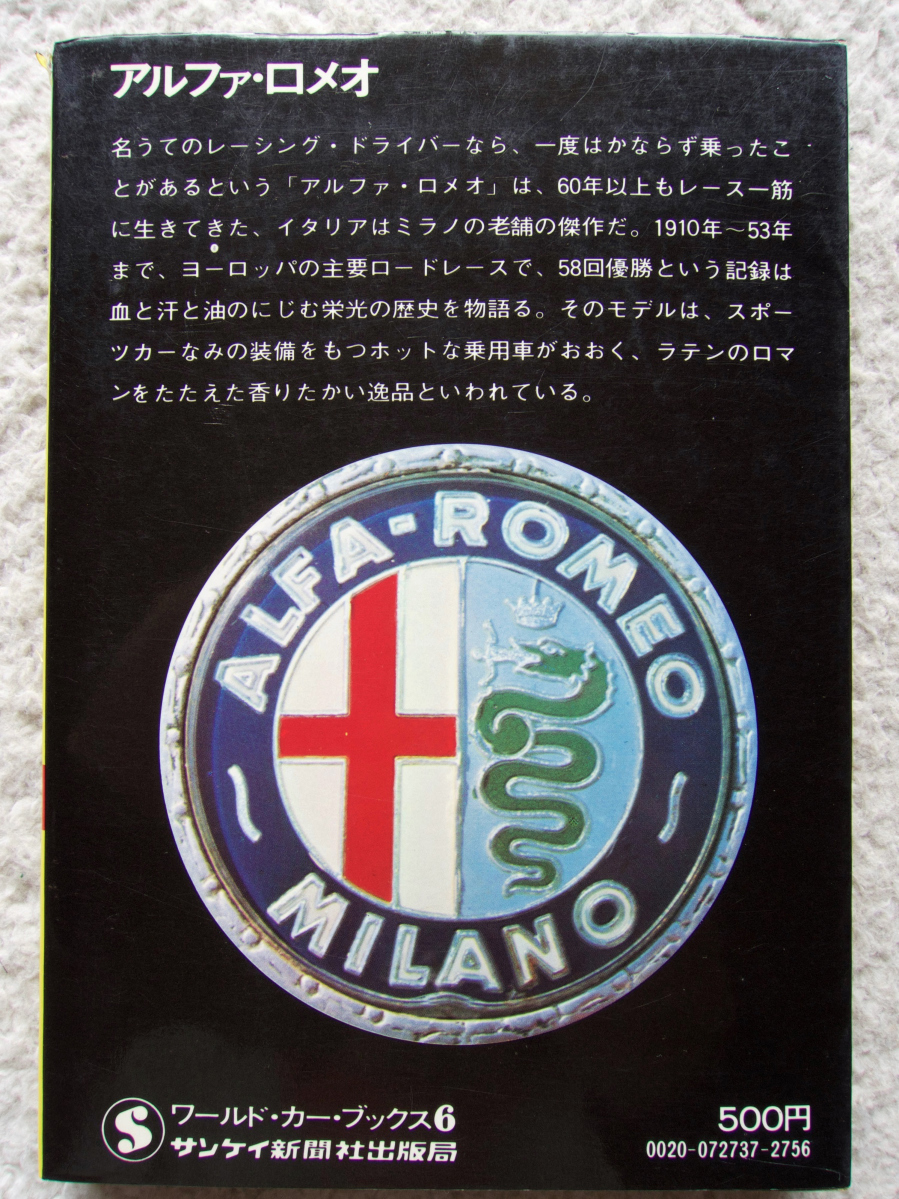 アルファ・ロメオ
名うてのレーシング・ドライバーなら、一度はかならず乗ったこ
とがあるという「アルファ・ロメオ」は、60年以上もレース一筋
に生きてきた、イタリアはミラノの老舗の傑作だ。1910年～53年
まで、ヨーロッパの主要ロードレースで、58回優勝という記録は
血と汗と油のにじむ栄光の歴史を物語る。そのモデルは、スポー
ツカーなみの装備をもつホットな乗用車がおおく、ラテンのロマ
ンをたたえた香りたかい逸品といわれている。
ALFA-ROMEO
MILANO
S
ワールド・カー・ブックス6
サンケイ新聞社出版局
500円
0020-072737-2756